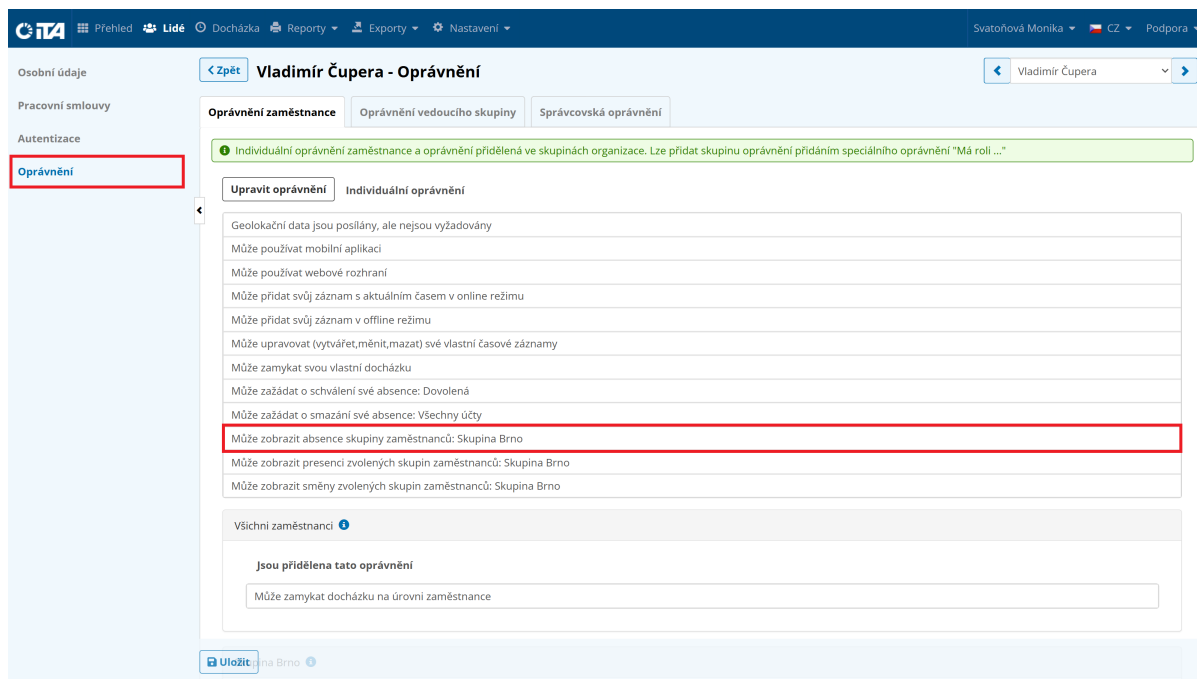 iTA Přehled Lidé Docházka Reporty Exporty Nastavení Svatoňová Monika CZ Podpora
Osobní údaje
Pracovní smlouvy
Autentizace
Oprávnění
Zpět Vladimír Čupera - Oprávnění Vladimír Čupera
Oprávnění zaměstnance Oprávnění vedoucího skupiny Správcovská oprávnění
Individuální oprávnění zaměstnance a oprávnění přidělená ve skupinách organizace. Lze přidat skupinu oprávnění přidáním speciálního oprávnění "Má roli ..."
Upravit oprávnění Individuální oprávnění
Geolokační data jsou posílány, ale nejsou vyžadovány
Může používat mobilní aplikaci
Může používat webové rozhraní
Může přidat svůj záznam s aktuálním časem v online režimu
Může přidat svůj záznam v offline režimu
Může upravovat (vytvářet,měnit,mazat) své vlastní časové záznamy
Může zamykat svou vlastní docházku
Může zažádat o schválení své absence: Dovolená
Může zažádat o smazání své absence: Všechny účty
Může zobrazit absence skupiny zaměstnanců: Skupina Brno
Může zobrazit presenci zvolených skupin zaměstnanců: Skupina Brno
Může zobrazit směny zvolených skupin zaměstnanců: Skupina Brno
Všichni zaměstnanci
Jsou přidělena tato oprávnění
Může zamykat docházku na úrovni zaměstnance
Uložit Brno